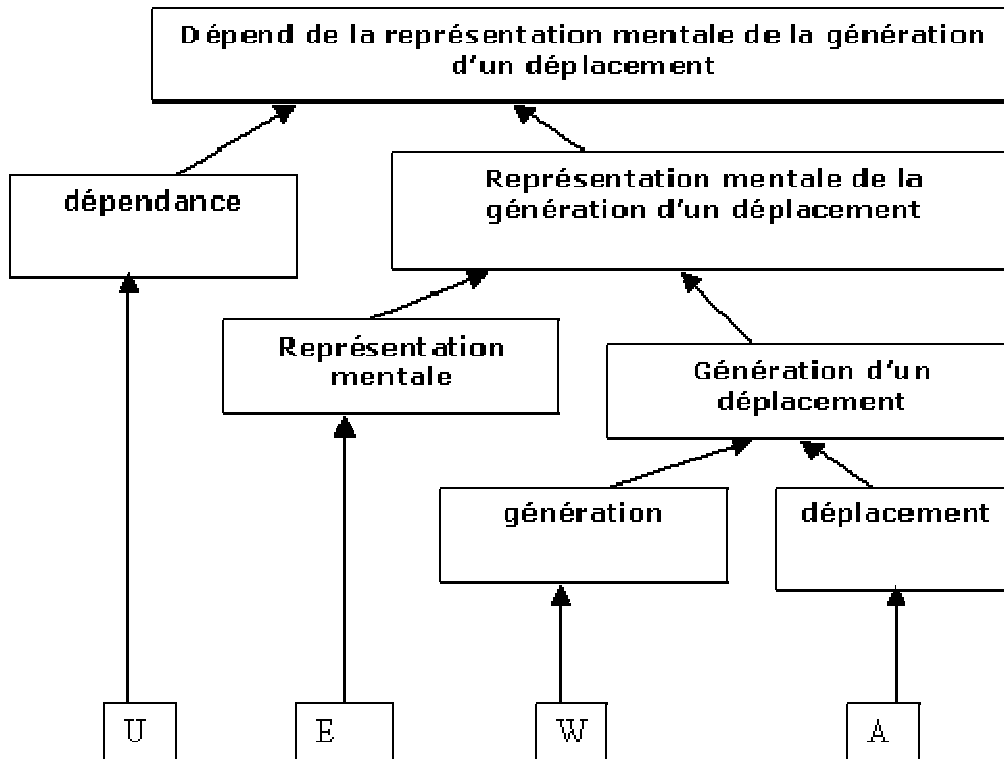 Dépend de la représentation mentale de la génération
d'un déplacement
dépendance
Représentation mentale de la
génération d'un déplacement
Représentation
mentale
Génération d'un
déplacement
génération
déplacement
U
E
W
A